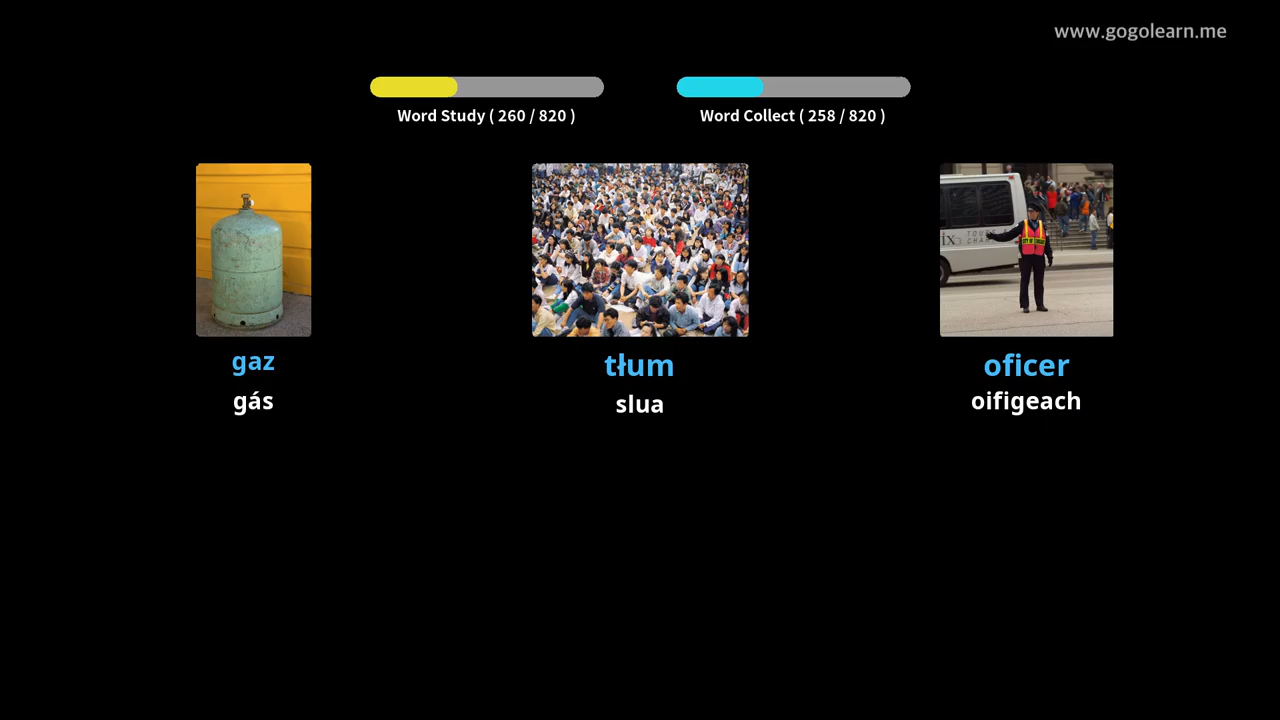 www.gogolearn.me
Word Study ( 260 / 820 )
Word Collect ( 258 / 820 )
gaz
gás
tłum
slua
oficer
oifigeach